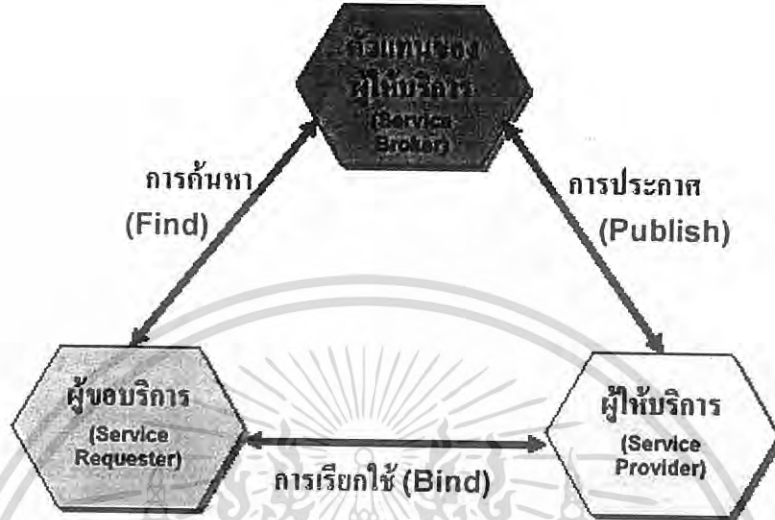 ตัวแทนของ
ผู้ให้บริการ
(Service
Broker)
การค้นหา
(Find)
การประกาศ
(Publish)
ผู้ขอบริการ
(Service
Requester)
ผู้ให้บริการ
(Service
Provider)
การเรียกใช้ (Bind)